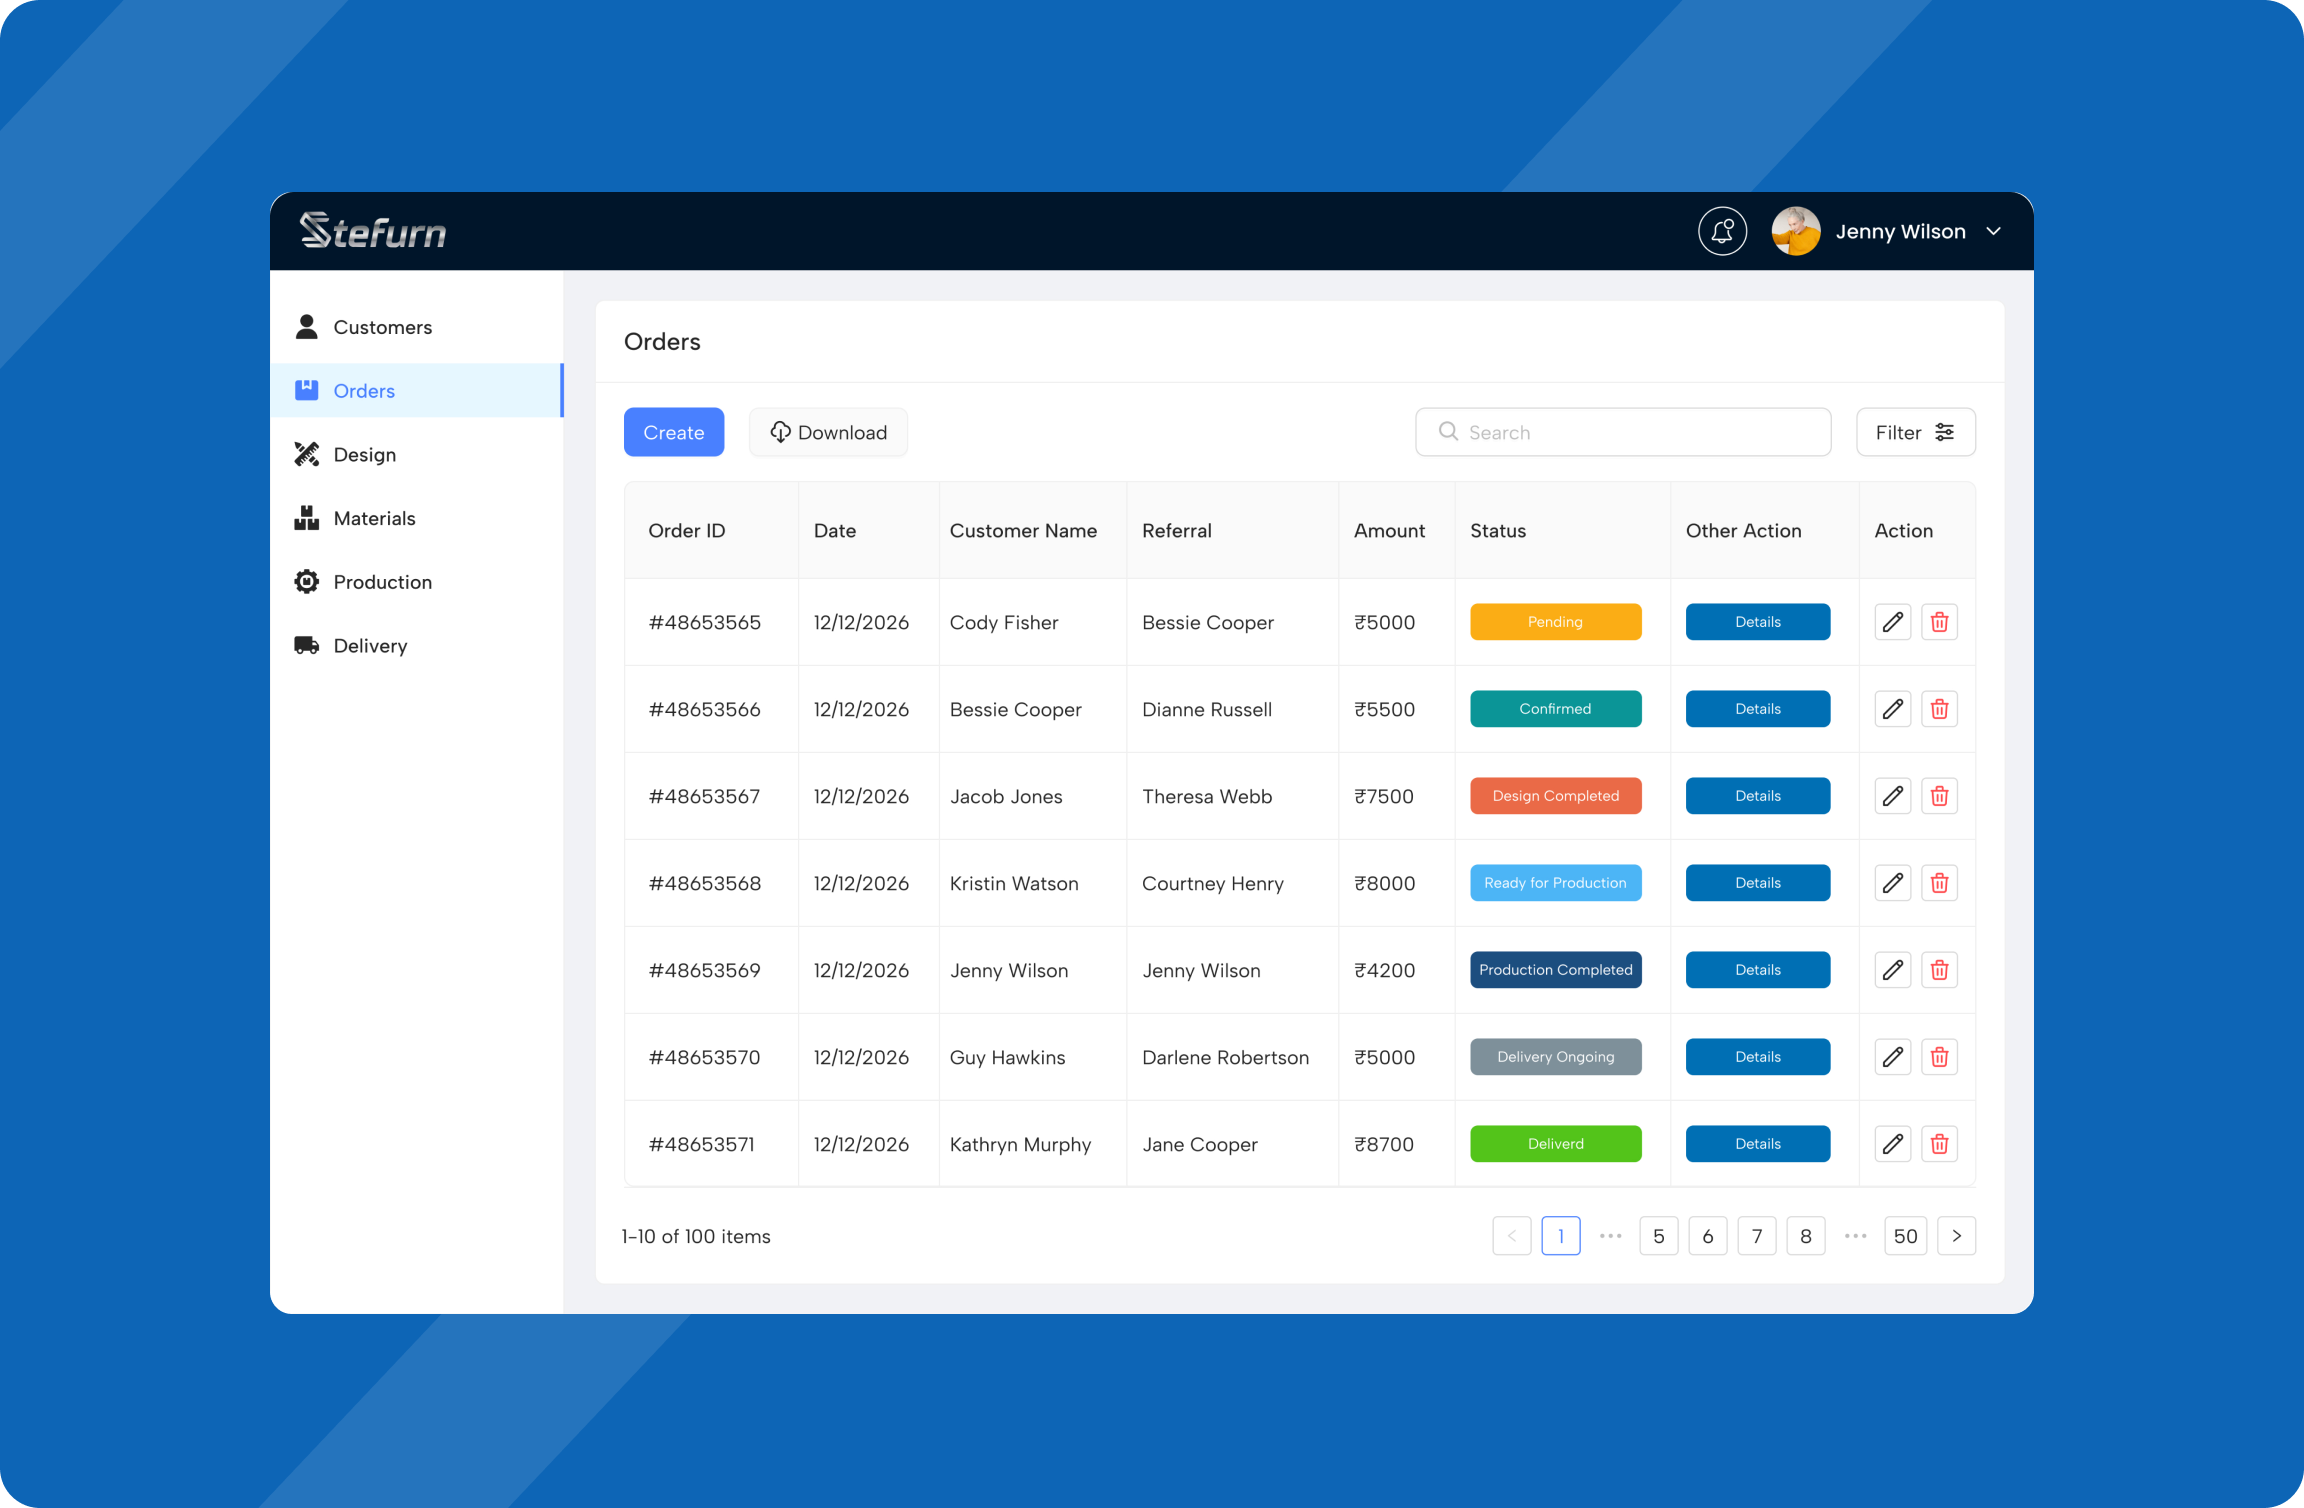 Stefurn
Jenny Wilson
Customers
Orders
Design
Materials
Production
Delivery
Orders
Create
Download
Search
Filter
Order ID Date Customer Name Referral Amount Status Other Action Action
#48653565 12/12/2026 Cody Fisher Bessie Cooper ₹5000 Pending Details
#48653566 12/12/2026 Bessie Cooper Dianne Russell ₹5500 Confirmed Details
#48653567 12/12/2026 Jacob Jones Theresa Webb ₹7500 Design Completed Details
#48653568 12/12/2026 Kristin Watson Courtney Henry ₹8000 Ready for Production Details
#48653569 12/12/2026 Jenny Wilson Jenny Wilson ₹4200 Production Completed Details
#48653570 12/12/2026 Guy Hawkins Darlene Robertson ₹5000 Delivery Ongoing Details
#48653571 12/12/2026 Kathryn Murphy Jane Cooper ₹8700 Deliverd Details
1-10 of 100 items
< 1 ••• 5 6 7 8 ••• 50 >